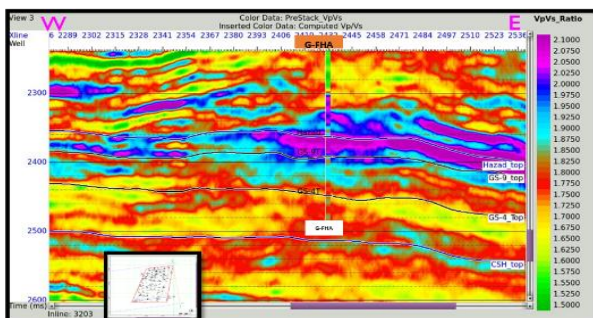 View 3
Color Data: PreStack_VpVs
Inserted Color Data: Computed Vp/Vs
W
E
VpVs_Ratio
Xline 6 2289 2302 2315 2328 2341 2354 2367 2380 2393 2406 2419 2432 2445 2458 2471 2484 2497 2510 2523 2536
Well
G-FHA
2300
2400
2500
2600
Hazad_top
GS-9_top
GS-4T
GS-4_Top
G-FHA
CSH_top
Time (ms)
Inline: 3203
2.1000
2.0750
2.0500
2.0250
2.0000
1.9750
1.9500
1.9250
1.9000
1.8750
1.8500
1.8250
1.8000
1.7750
1.7500
1.7250
1.7000
1.6750
1.6500
1.6250
1.6000
1.5750
1.5500
1.5250
1.5000